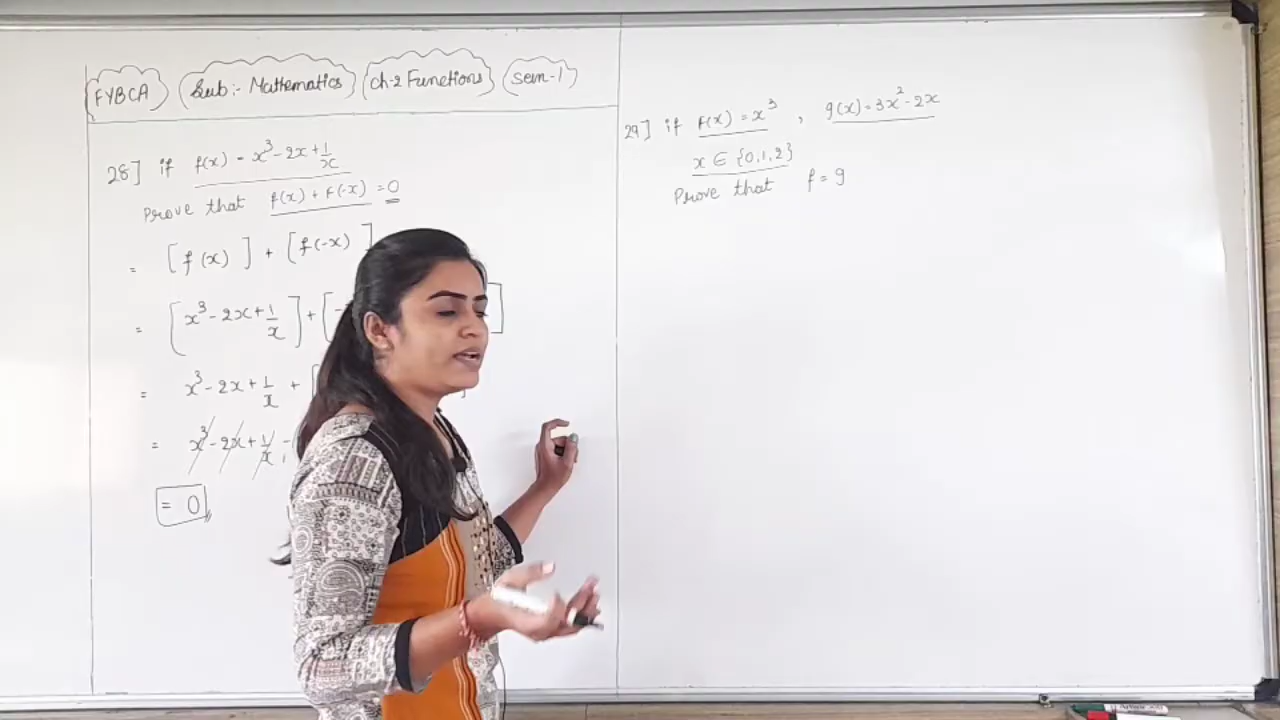 FYBCA Sub:- Mathematics Ch-2 Functions Sem-1
28] if f(x) = x³ - 2x + 1/x
Prove that f(x) + f(-x) = 0
= [f(x)] + [f(-x)]
= [x³ - 2x + 1/x] + [- ]
= x³ - 2x + 1/x + [
= x³ - 2x + 1/x -
= 0
29] if f(x) = x³ , g(x) = 3x² - 2x
x ∈ {0,1,2}
Prove that f = g